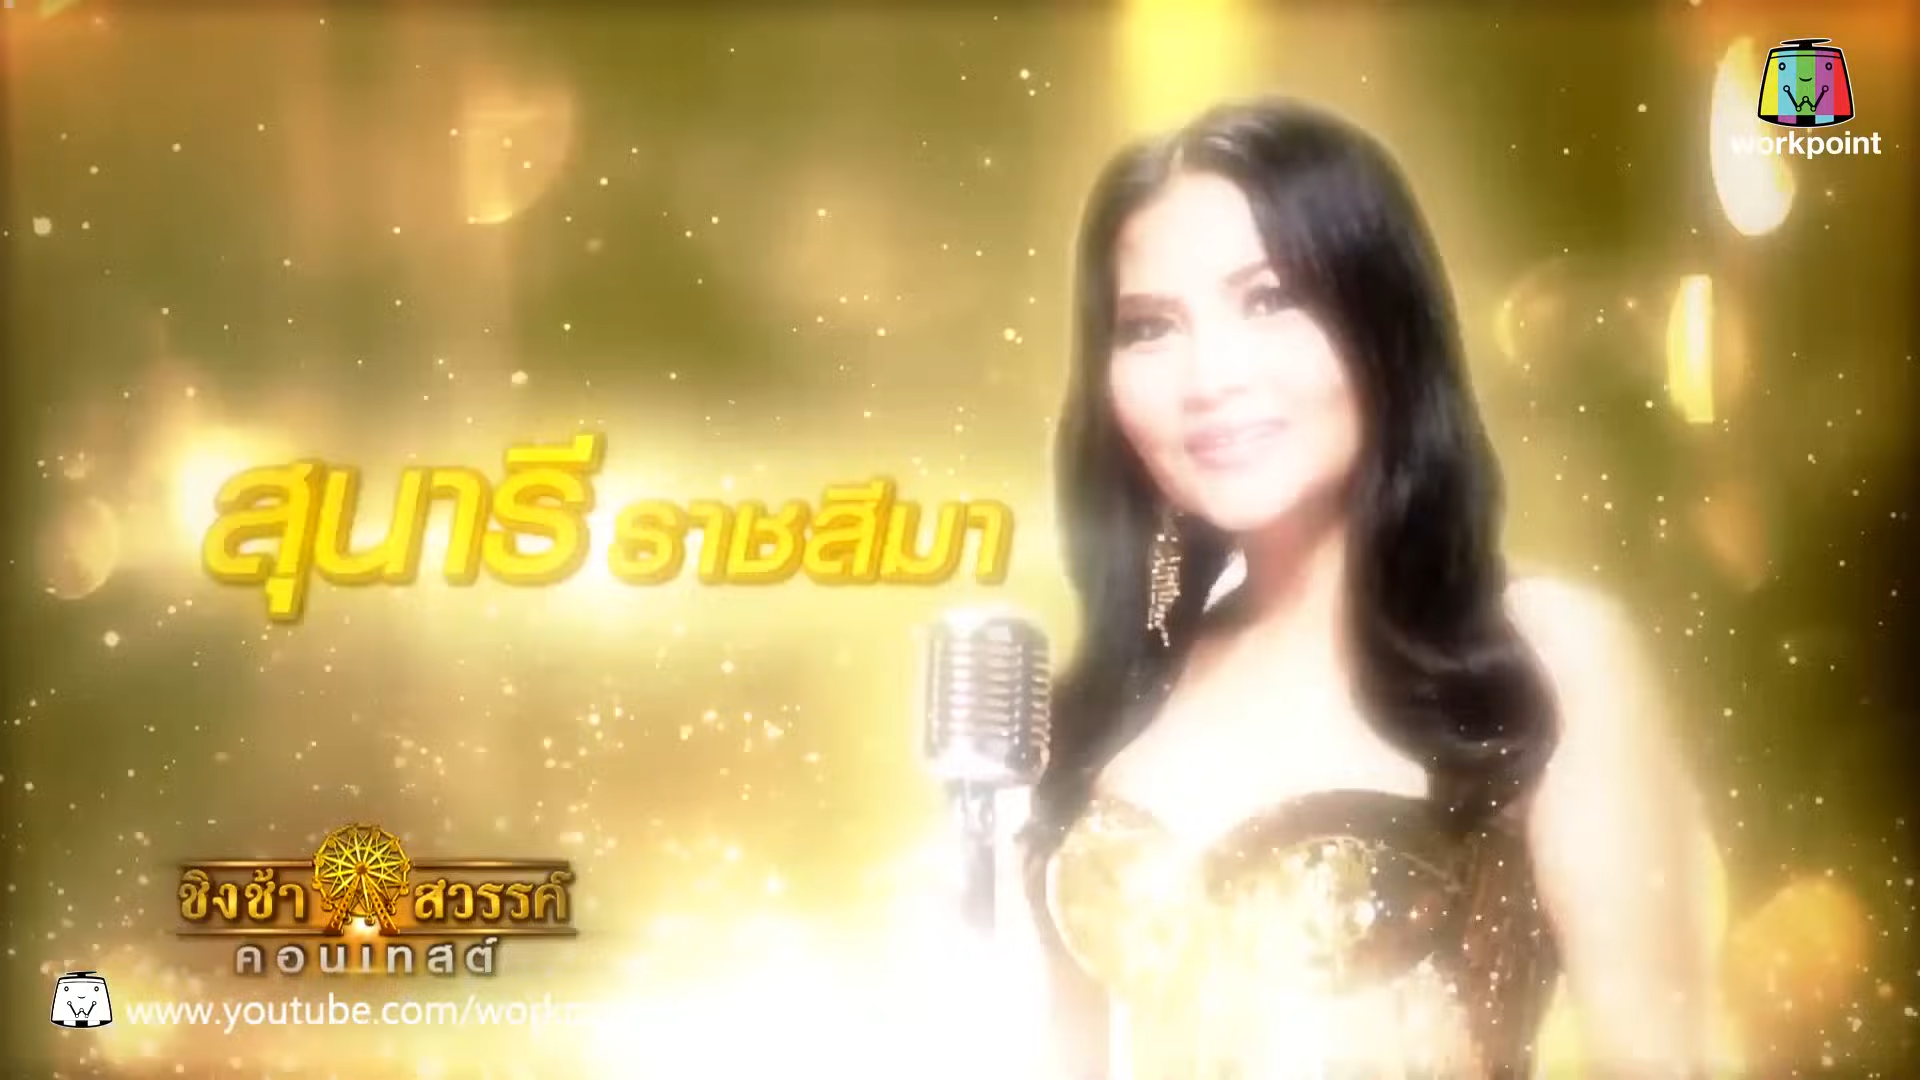 workpoint
สุนารี ราชสีมา
ชิงช้า สวรรค์
คอนเทสต์
www.youtube.com/work